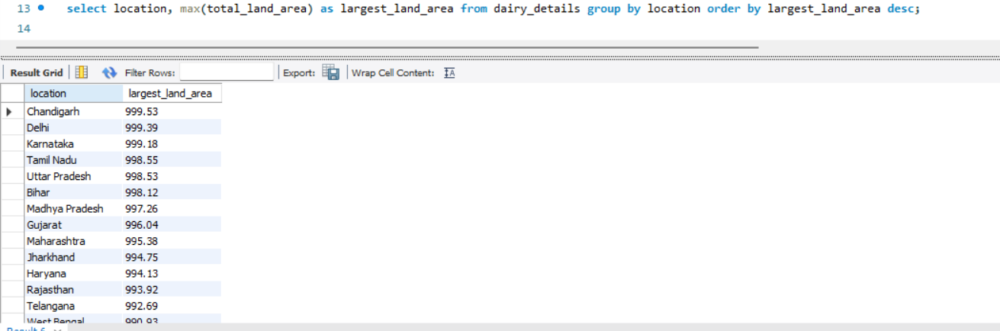 13 select location, max(total_land_area) as largest_land_area from dairy_details group by location order by largest_land_area desc;
14
Result Grid Filter Rows: Export: Wrap Cell Content:
location largest_land_area
Chandigarh 999.53
Delhi 999.39
Karnataka 999.18
Tamil Nadu 998.55
Uttar Pradesh 998.53
Bihar 998.12
Madhya Pradesh 997.26
Gujarat 996.04
Maharashtra 995.38
Jharkhand 994.75
Haryana 994.13
Rajasthan 993.92
Telangana 992.69
West Bengal 990.93
Result 6